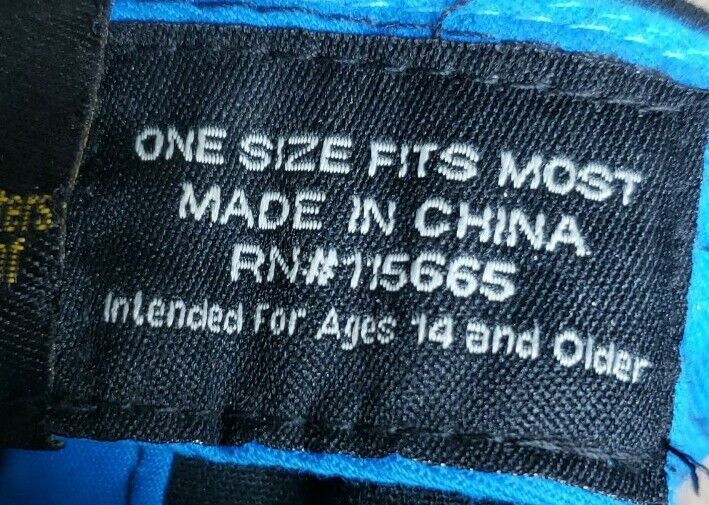 ONE SIZE FITS MOST
MADE IN CHINA
RN#115665
Intended For Ages 14 and Older